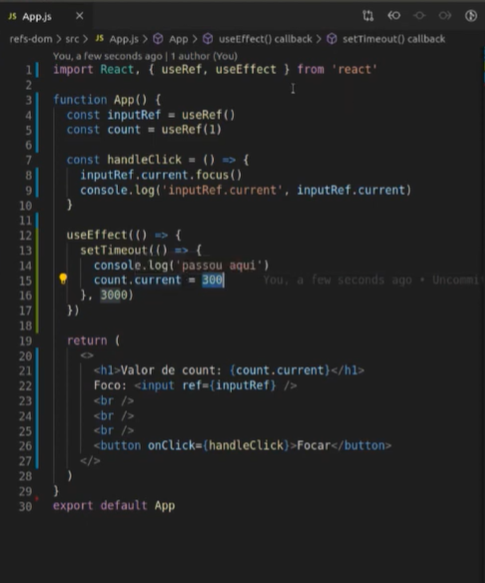 JS App.js ×
refs-dom > src > JS App.js > App > useEffect() callback > setTimeout() callback
You, a few seconds ago | 1 author (You)
1 import React, { useRef, useEffect } from 'react'
2
3 function App() {
4 const inputRef = useRef()
5 const count = useRef(1)
6
7 const handleClick = () => {
8 inputRef.current.focus()
9 console.log('inputRef.current', inputRef.current)
10 }
11
12 useEffect(() => {
13 setTimeout(() => {
14 console.log('passou aqui')
15 count.current = 300 You, a few seconds ago • Uncommi
16 }, 3000)
17 })
18
19 return (
20 <>
21 <h1>Valor de count: {count.current}</h1>
22 Foco: <input ref={inputRef} />
23 <br />
24 <br />
25 <br />
26 <button onClick={handleClick}>Focar</button>
27 </>
28 )
29 }
30 export default App